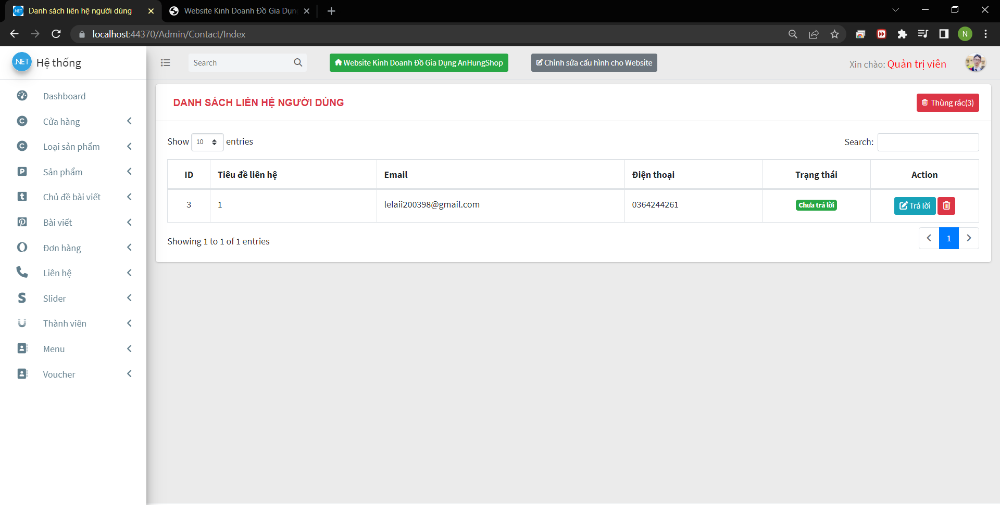 Danh sách liên hệ người dùng
Website Kinh Doanh Đồ Gia Dụng
localhost:44370/Admin/Contact/Index
N
.NET Hệ thống
Search
Website Kinh Doanh Đồ Gia Dụng AnHungShop
Chỉnh sửa cấu hình cho Website
Xin chào: Quản trị viên
Dashboard
Cửa hàng
Loại sản phẩm
Sản phẩm
Chủ đề bài viết
Bài viết
Đơn hàng
Liên hệ
Slider
Thành viên
Menu
Voucher
DANH SÁCH LIÊN HỆ NGƯỜI DÙNG
Thùng rác(3)
Show 10 entries
Search:
ID Tiêu đề liên hệ Email Điện thoại Trạng thái Action
3 1 lelaii200398@gmail.com 0364244261 Chưa trả lời Trả lời
Showing 1 to 1 of 1 entries
1